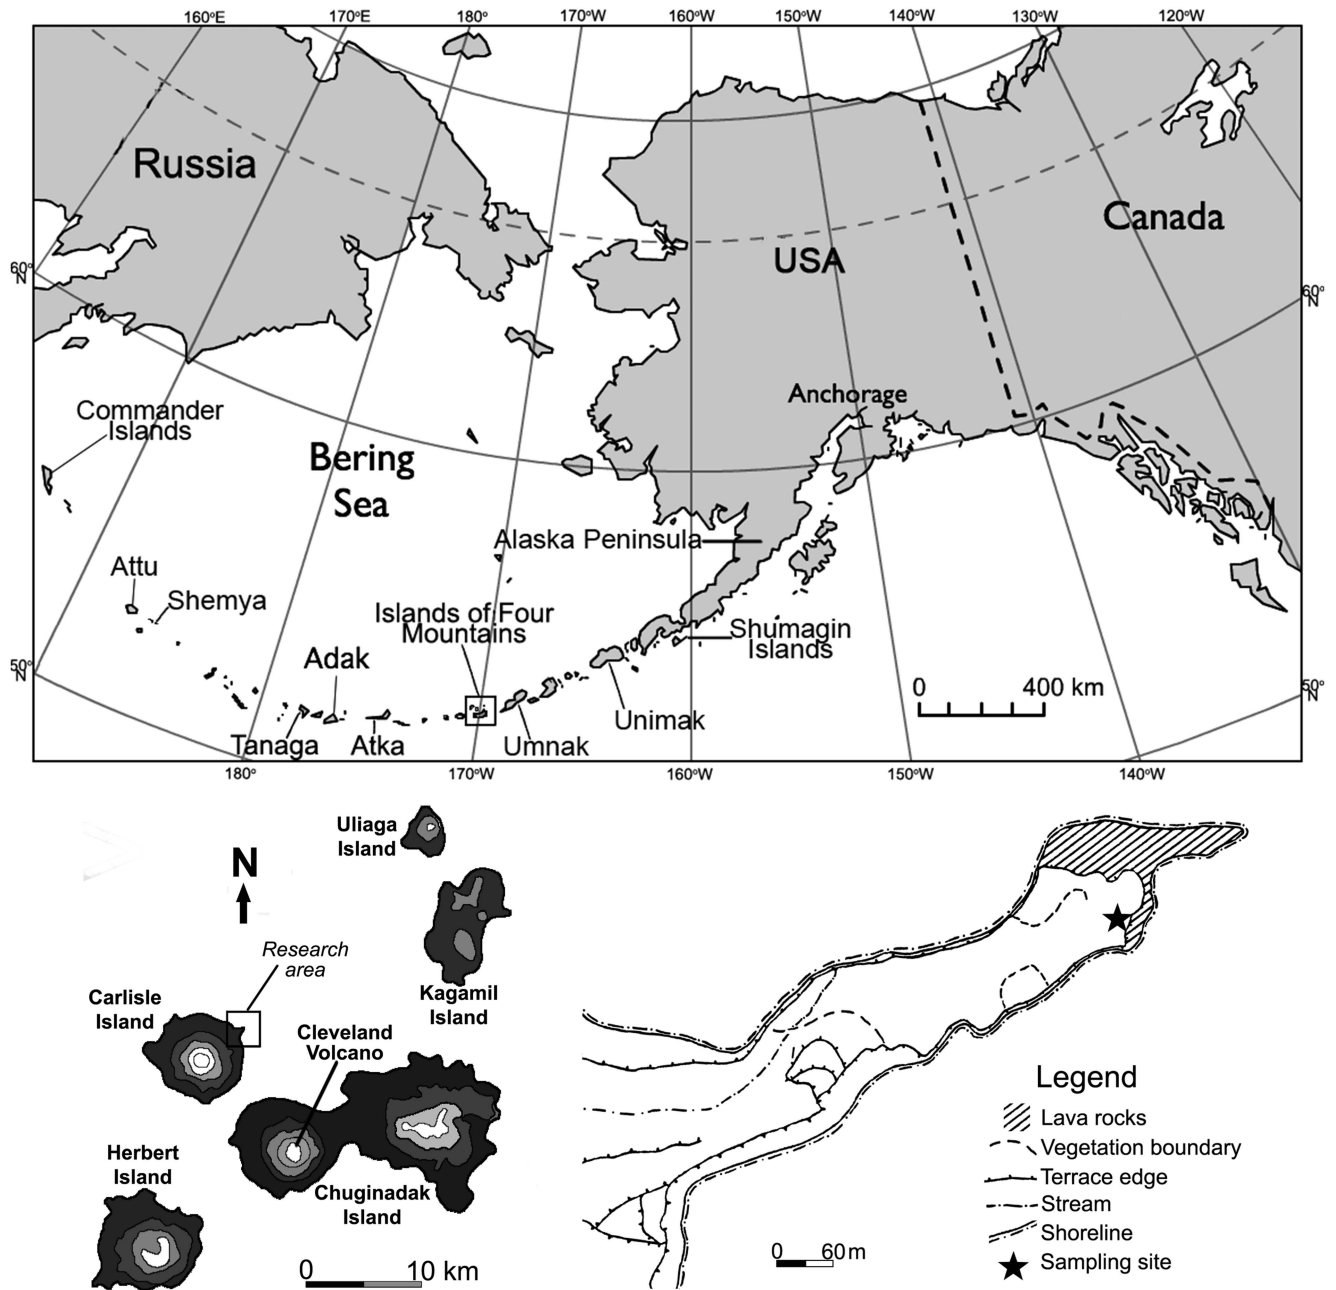 160°E 170°E 180° 170°W 160°W 150°W 140°W 130°W 120°W
Russia
Canada
USA
60°
N
60°
N
Anchorage
Commander
Islands
Bering
Sea
Alaska Peninsula
Attu
Shemya
Islands of Four
Mountains
Shumagin
Islands
Adak
50°
N
50°
N
0 400 km
Unimak
Tanaga
Atka
Umnak
180° 170°W 160°W 150°W 140°W
Uliaga
Island
N
Research
area
Carlisle
Island
Kagamil
Island
Cleveland
Volcano
Herbert
Island
Chuginadak
Island
0 10 km
Legend
Lava rocks
Vegetation boundary
Terrace edge
Stream
Shoreline
Sampling site
0 60 m